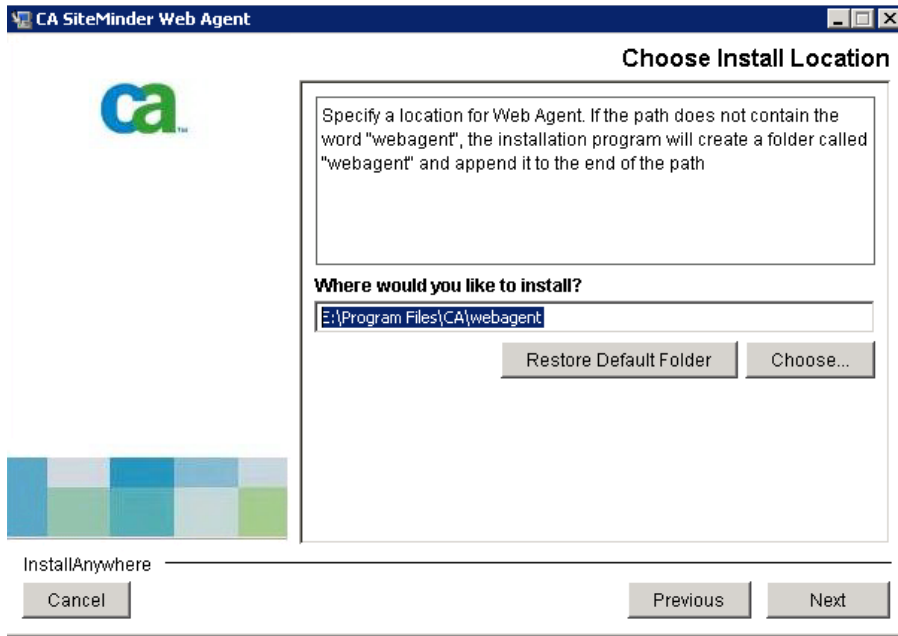 CA SiteMinder Web Agent
Choose Install Location
ca
Specify a location for Web Agent. If the path does not contain the
word "webagent", the installation program will create a folder called
"webagent" and append it to the end of the path
Where would you like to install?
E:\Program Files\CA\webagent
Restore Default Folder
Choose...
InstallAnywhere
Cancel
Previous
Next